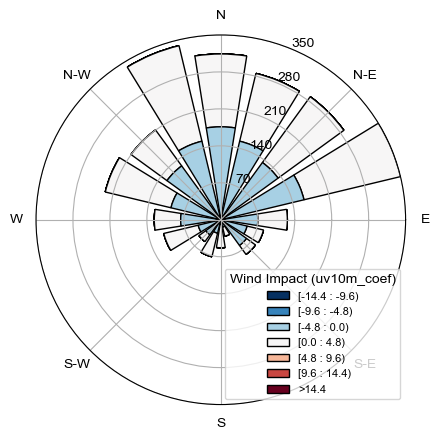 N
350
N-W
280
N-E
210
140
70
W
E
Wind Impact (uv10m_coef)
[-14.4 : -9.6)
[-9.6 : -4.8)
[-4.8 : 0.0)
[0.0 : 4.8)
[4.8 : 9.6)
[9.6 : 14.4)
>14.4
S-W
S-E
S